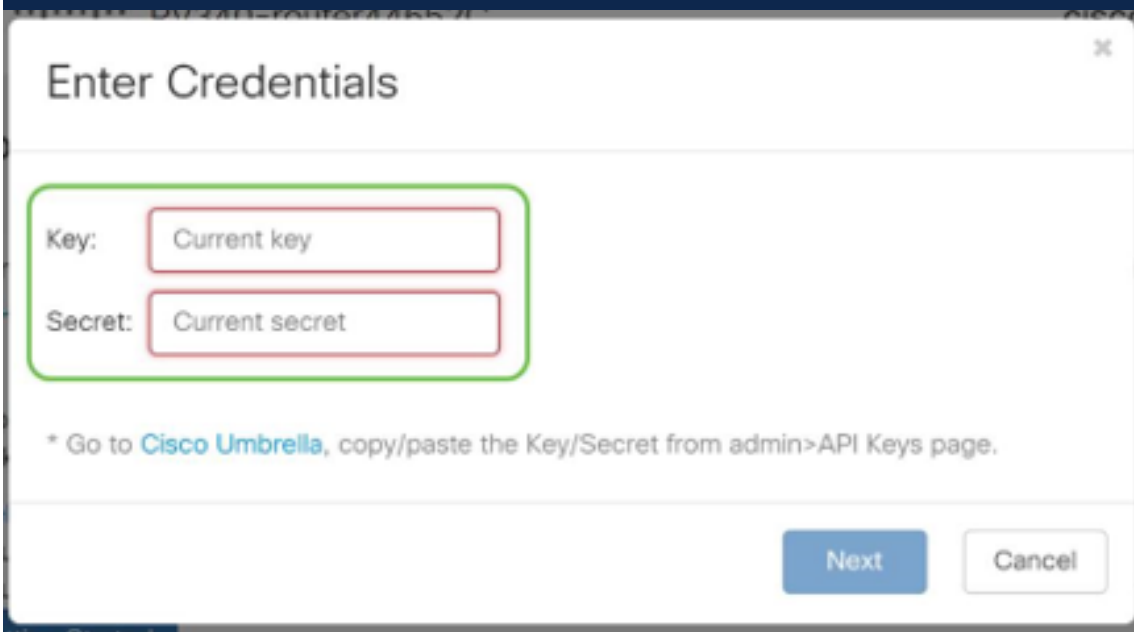 Enter Credentials
Key: Current key
Secret: Current secret
* Go to Cisco Umbrella, copy/paste the Key/Secret from admin>API Keys page.
Next Cancel